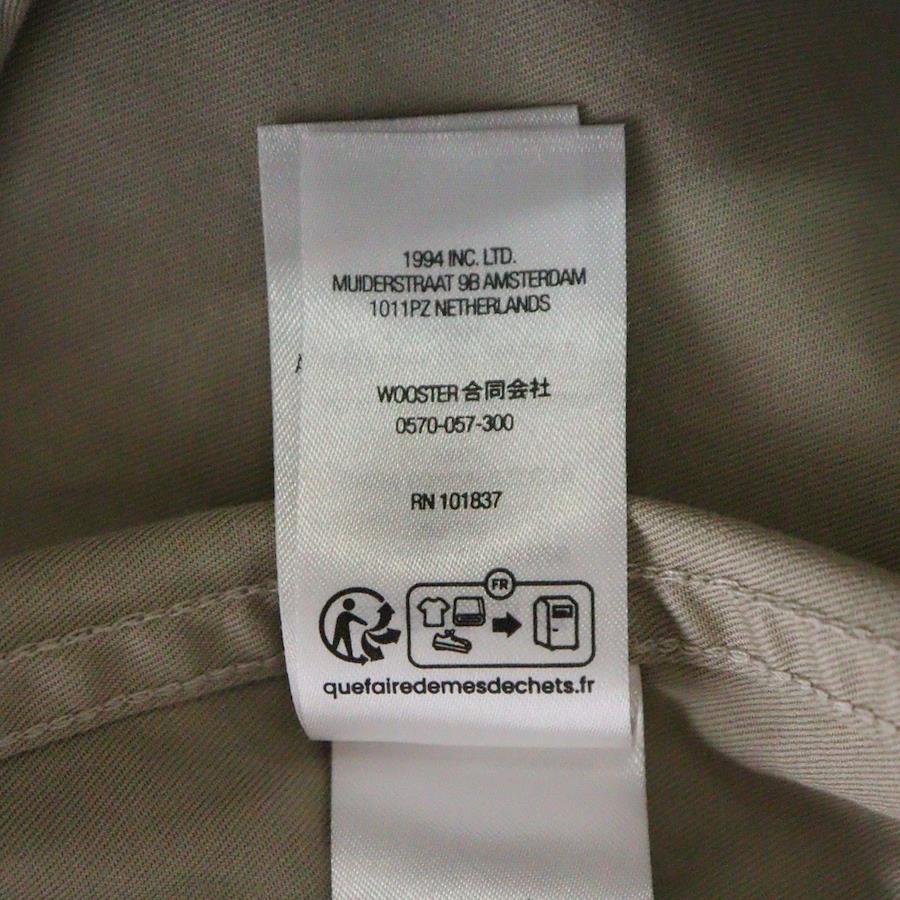 1994 INC. LTD.
MUIDERSTRAAT 9B AMSTERDAM
1011PZ NETHERLANDS
WOOSTER 合同会社
0570-057-300
RN 101837
FR
quefairedemesdechets.fr